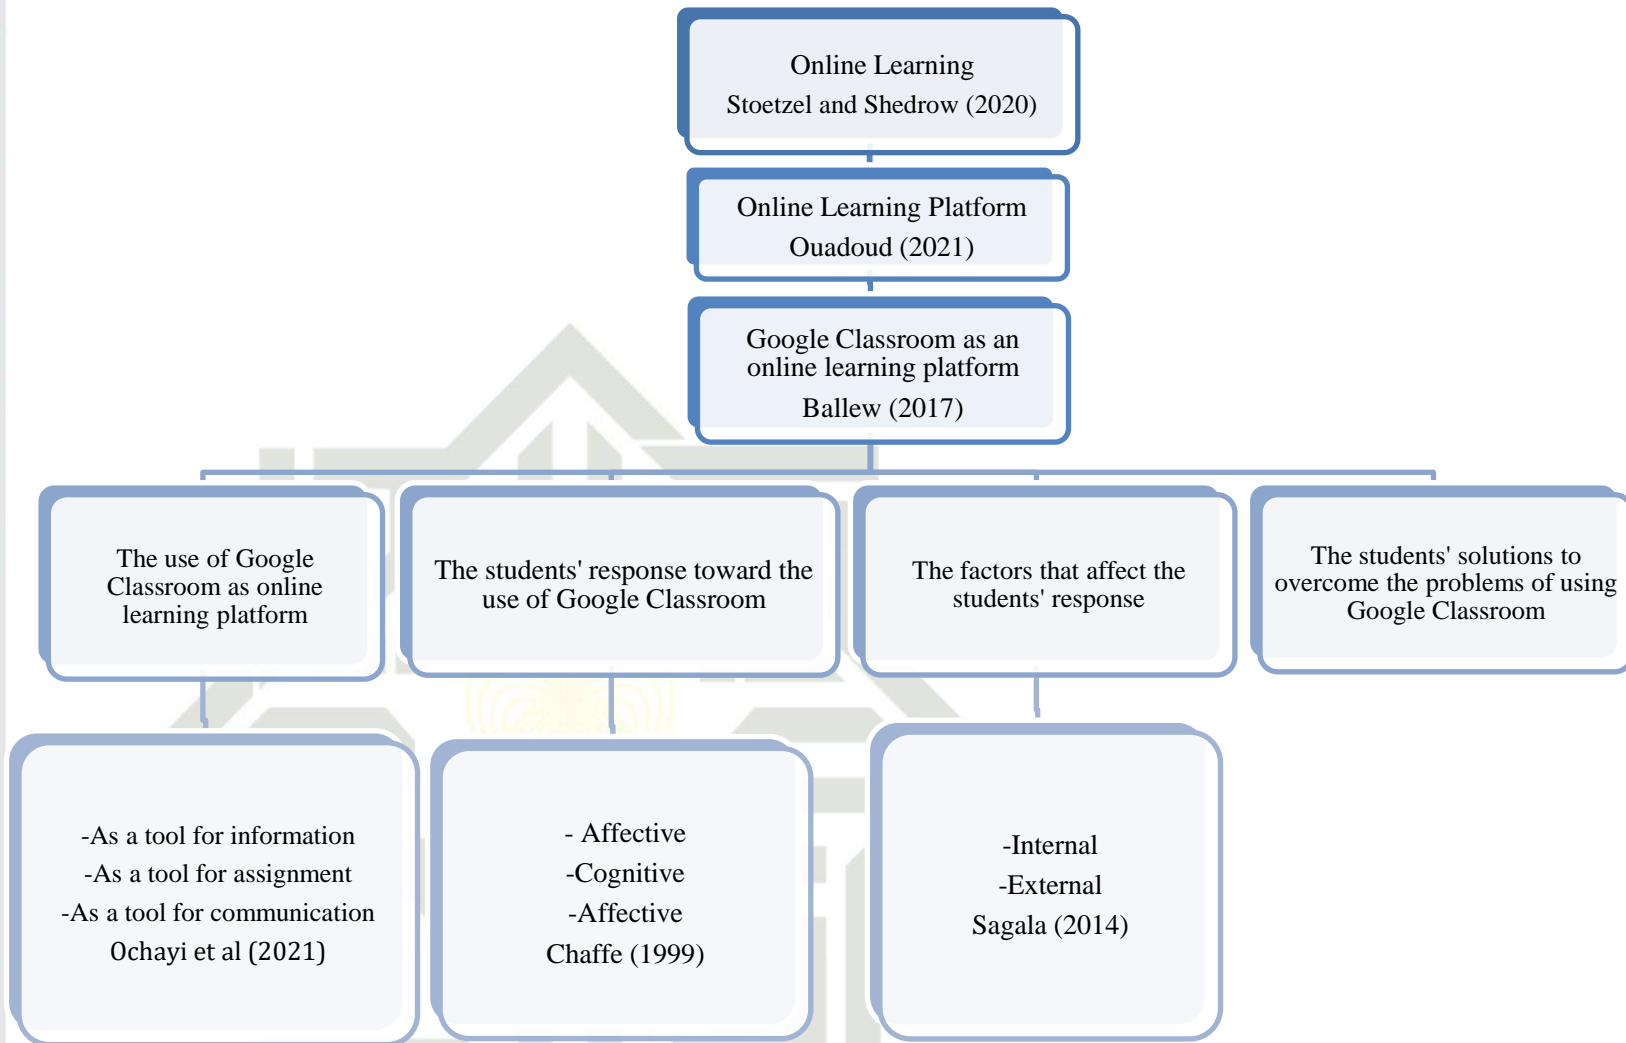 Online Learning
Stoetzel and Shedrow (2020)
Online Learning Platform
Ouadoud (2021)
Google Classroom as an
online learning platform
Ballew (2017)
The use of Google
Classroom as online
learning platform
The students' response toward the
use of Google Classroom
The factors that affect the
students' response
The students' solutions to
overcome the problems of using
Google Classroom
-As a tool for information
-As a tool for assignment
-As a tool for communication
Ochayi et al (2021)
- Affective
-Cognitive
-Affective
Chaffe (1999)
-Internal
-External
Sagala (2014)